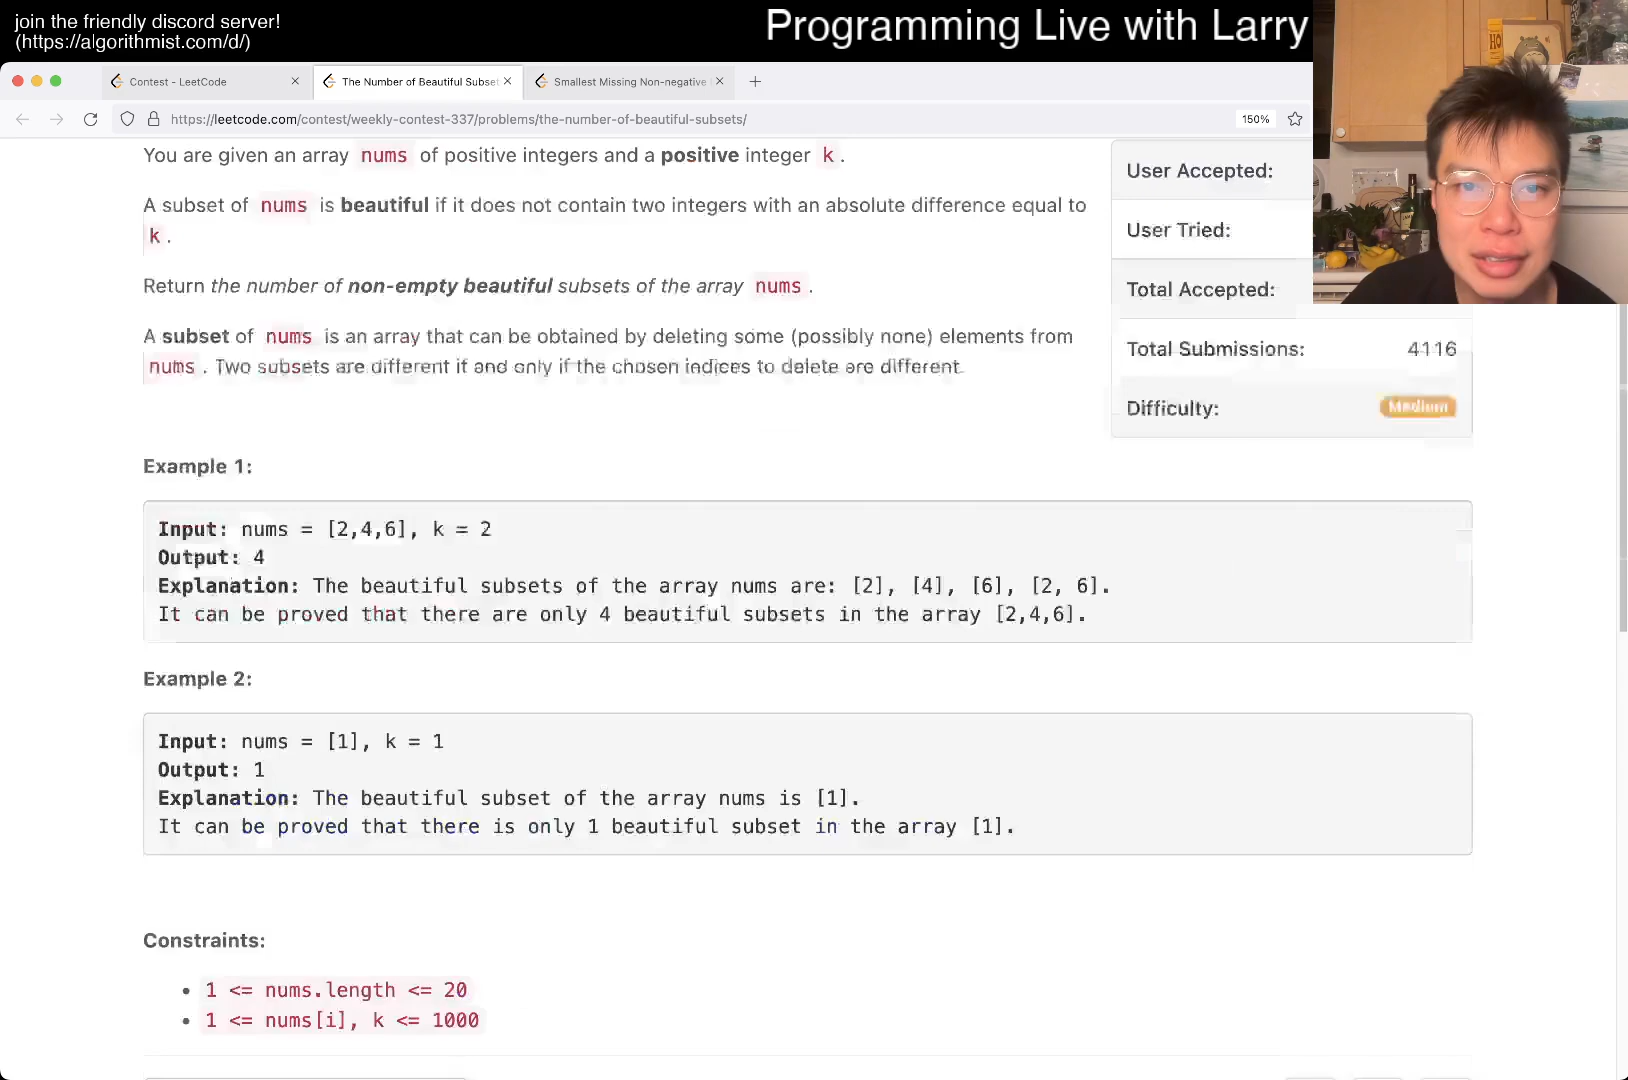 join the friendly discord server!
(https://algorithmist.com/d/)
Programming Live with Larry
Contest - LeetCode
The Number of Beautiful Subset
Smallest Missing Non-negative
https://leetcode.com/contest/weekly-contest-337/problems/the-number-of-beautiful-subsets/
150%
You are given an array nums of positive integers and a positive integer k .
A subset of nums is beautiful if it does not contain two integers with an absolute difference equal to
k .
Return the number of non-empty beautiful subsets of the array nums .
A subset of nums is an array that can be obtained by deleting some (possibly none) elements from
nums . Two subsets are different if and only if the chosen indices to delete are different.
User Accepted:
User Tried:
Total Accepted:
Total Submissions: 4116
Difficulty: Medium
Example 1:
Input: nums = [2,4,6], k = 2
Output: 4
Explanation: The beautiful subsets of the array nums are: [2], [4], [6], [2, 6].
It can be proved that there are only 4 beautiful subsets in the array [2,4,6].
Example 2:
Input: nums = [1], k = 1
Output: 1
Explanation: The beautiful subset of the array nums is [1].
It can be proved that there is only 1 beautiful subset in the array [1].
Constraints:
1 <= nums.length <= 20
1 <= nums[i], k <= 1000